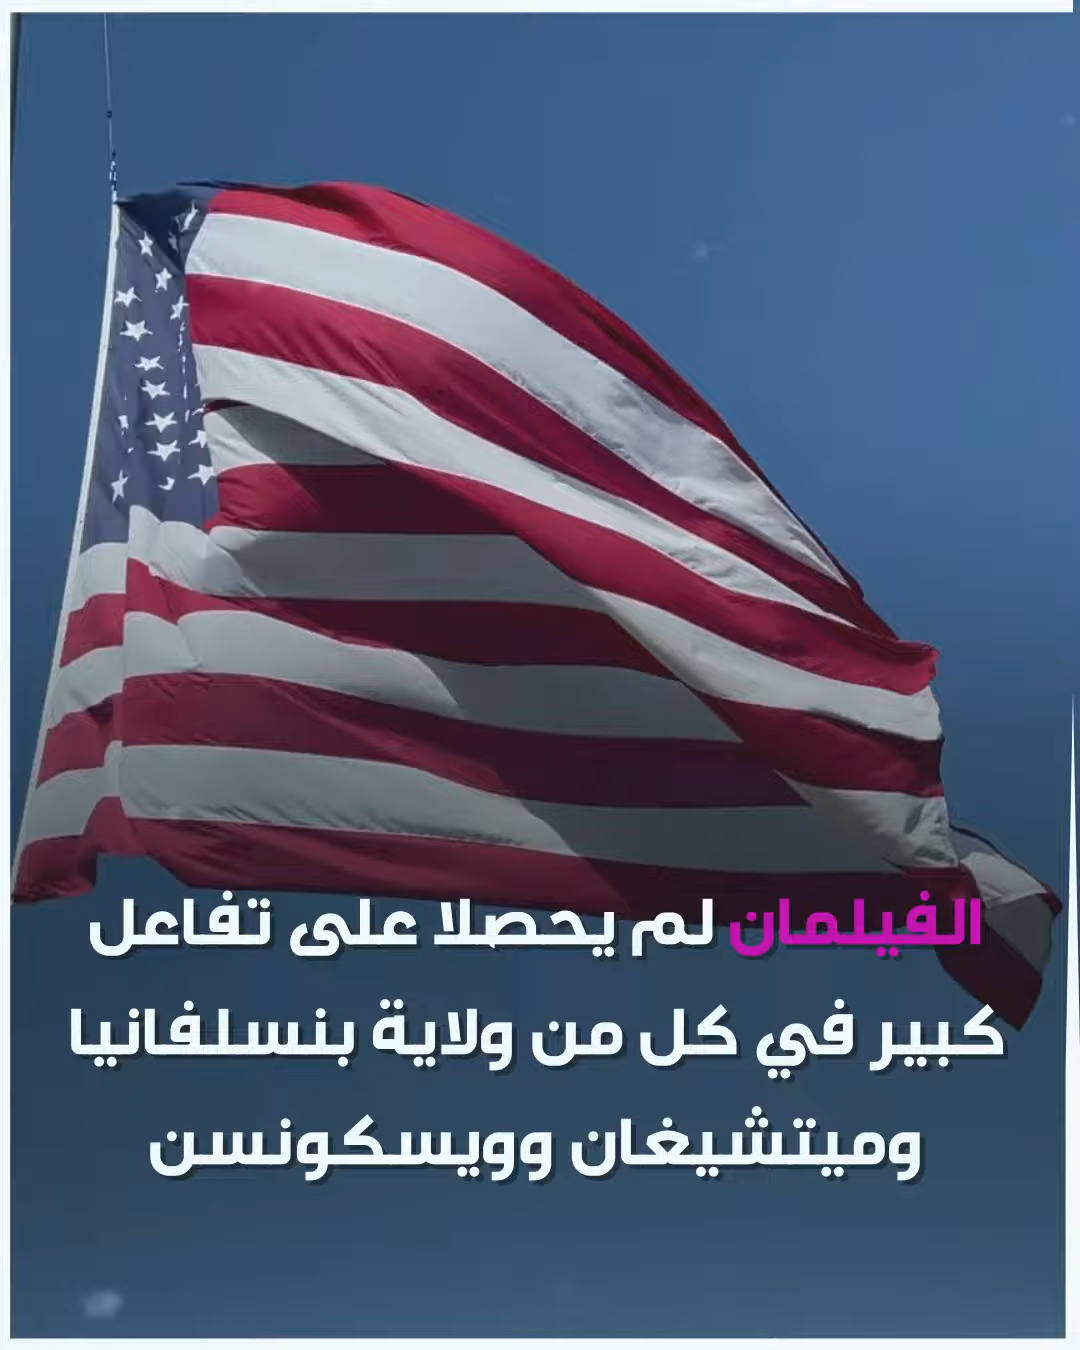 الفيلمان لم يحصلا على تفاعل
كبير في كل من ولاية بنسلفانيا
وميتشيغان وويسكونسن